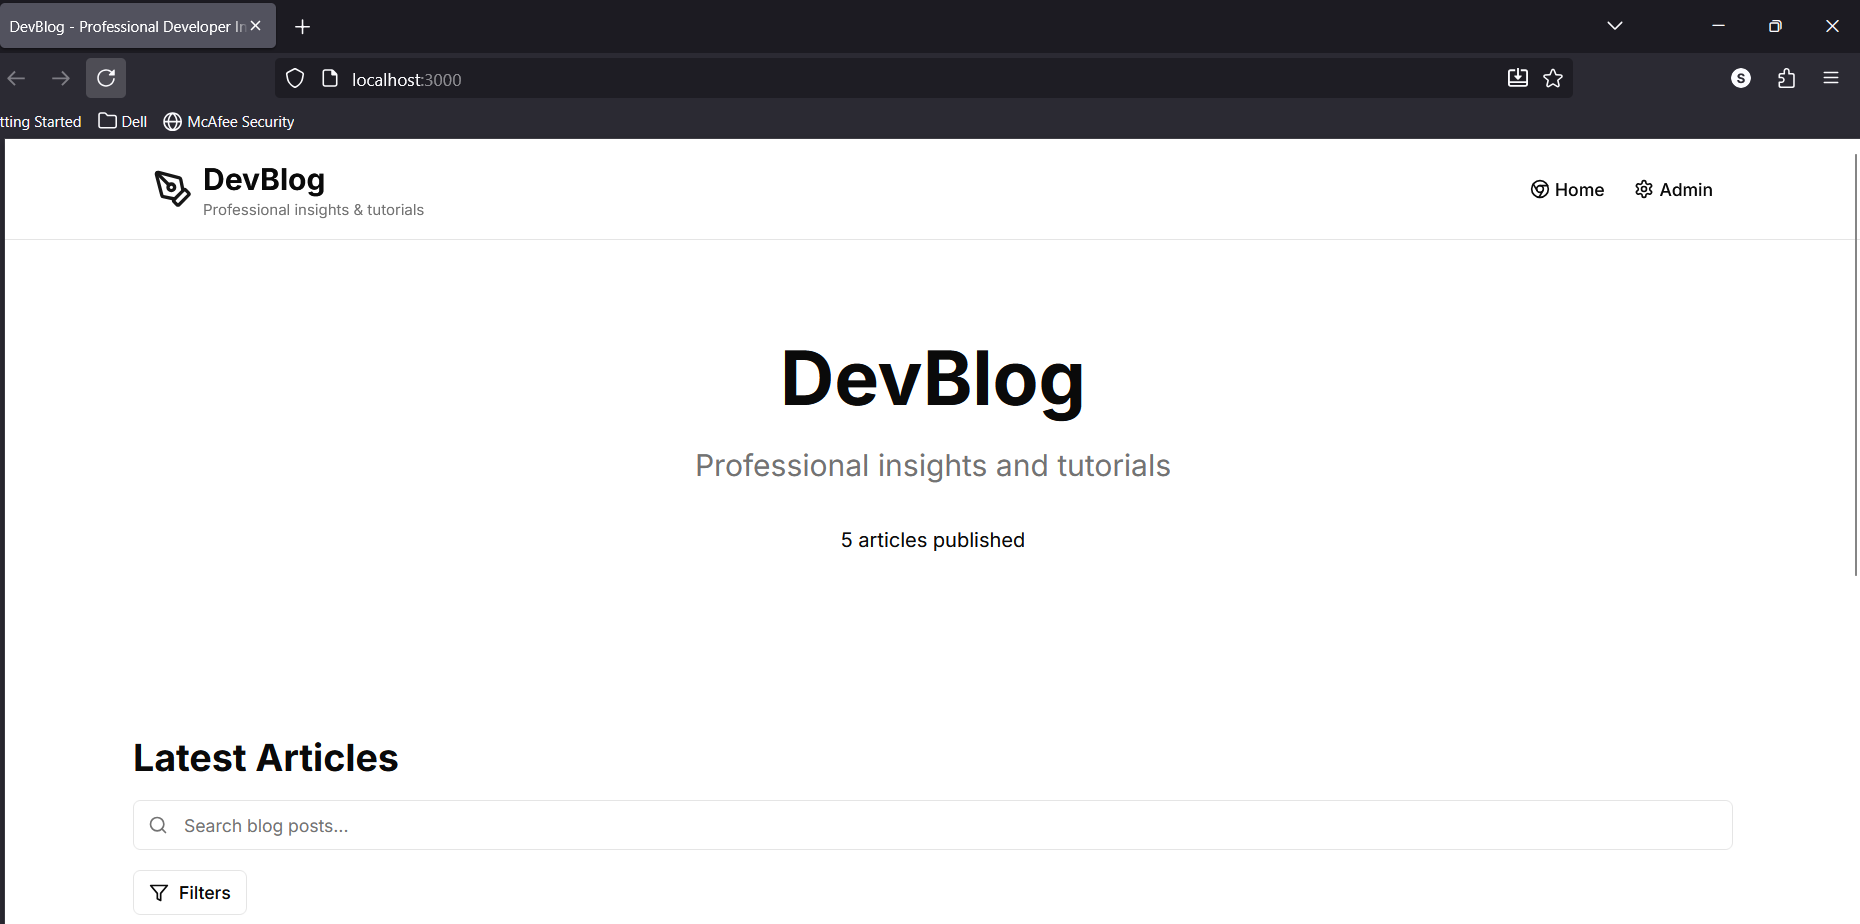 DevBlog - Professional Developer In
localhost:3000
S
tting Started
Dell
McAfee Security
DevBlog
Professional insights & tutorials
Home
Admin
DevBlog
Professional insights and tutorials
5 articles published
Latest Articles
Search blog posts...
Filters